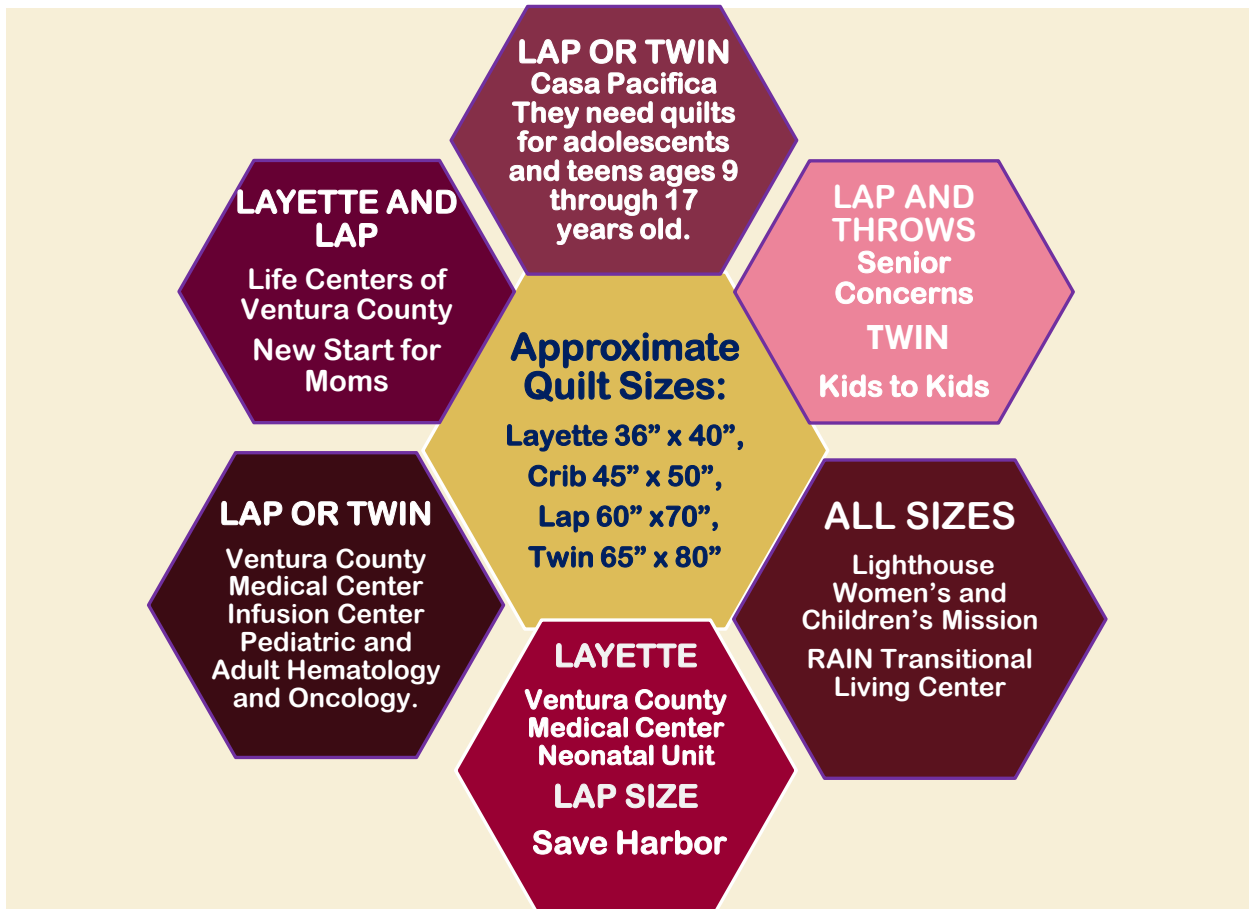 LAP OR TWIN
Casa Pacifica
They need quilts
for adolescents
and teens ages 9
through 17
years old.
LAYETTE AND
LAP
Life Centers of
Ventura County
New Start for
Moms
LAP AND
THROWS
Senior
Concerns
TWIN
Kids to Kids
Approximate
Quilt Sizes:
Layette 36” x 40”,
Crib 45” x 50”,
Lap 60” x70”,
Twin 65” x 80”
LAP OR TWIN
Ventura County
Medical Center
Infusion Center
Pediatric and
Adult Hematology
and Oncology.
ALL SIZES
Lighthouse
Women’s and
Children’s Mission
RAIN Transitional
Living Center
LAYETTE
Ventura County
Medical Center
Neonatal Unit
LAP SIZE
Save Harbor